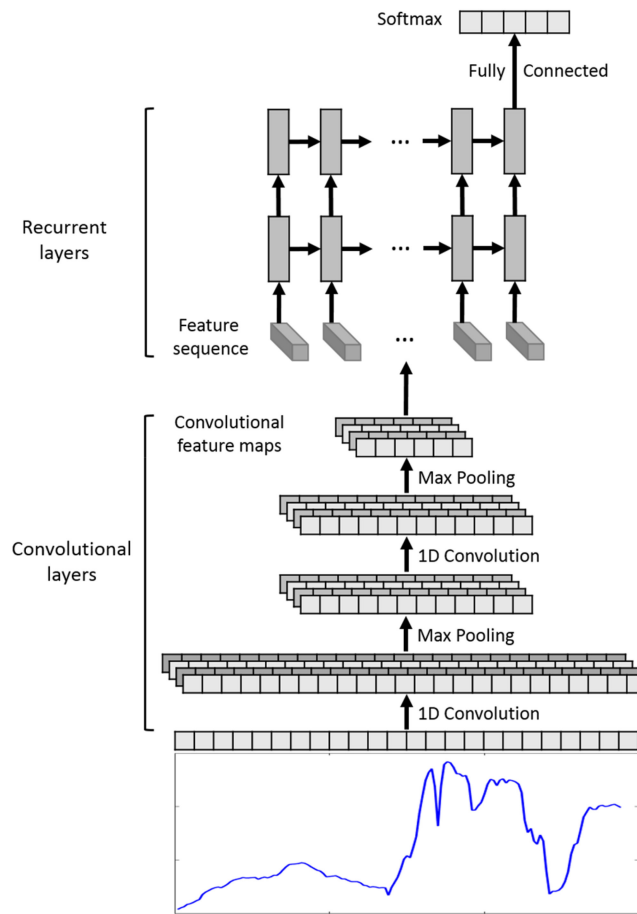 Softmax
Fully Connected
...
Recurrent
layers
...
Feature
sequence
...
Convolutional
feature maps
Max Pooling
Convolutional
layers
1D Convolution
Max Pooling
1D Convolution